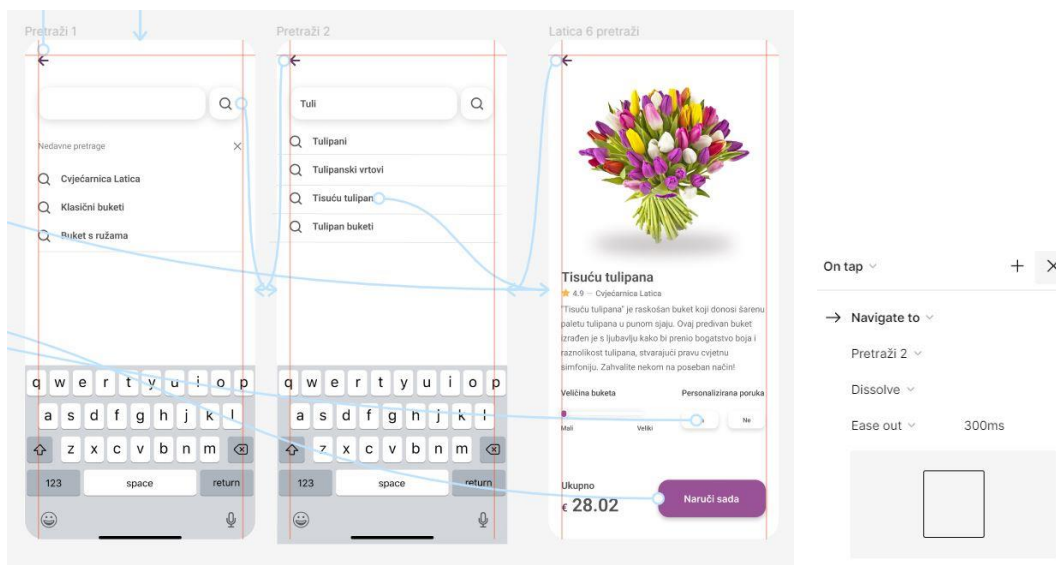 Pretraži 1
Nedavne pretrage
Cvjećarnica Latica
Klasični buketi
Buket s ružama
q w e r t y u i o p
a s d f g h j k l
z x c v b n m
123 space return
Pretraži 2
Tuli
Tulipani
Tulipanski vrtovi
Tisuću tulipan
Tulipan buketi
q w e r t y u i o p
a s d f g h j k l
z x c v b n m
123 space return
Latica 6 pretraži
Tisuću tulipana
4.9 – Cvjećarnica Latica
"Tisuću tulipana" je raskošan buket koji donosi šarenu
paletu tulipana u punom sjaju. Ovaj predivan buket
izrađen je s ljubavlju kako bi prenio bogatstvo boja i
raznolikost tulipana, stvarajući pravu cvjetnu
simfoniju. Zahvalite nekom na poseban način!
Veličina buketa Personalizirana poruka
Mali Veliki Ne
Ukupno
€ 28.02
Naruči sada
On tap
Navigate to
Pretraži 2
Dissolve
Ease out 300ms